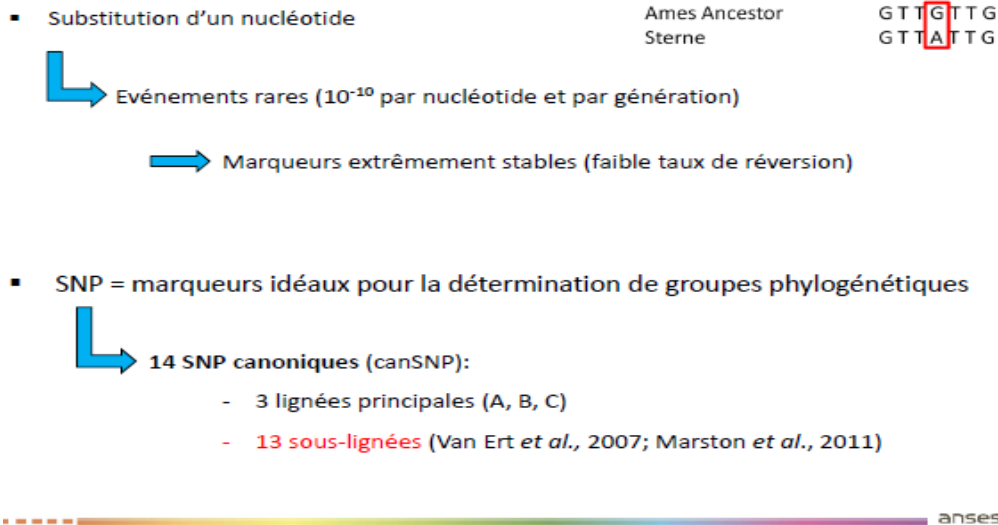 ▪ Substitution d'un nucléotide
Ames Ancestor G T T G T T G
Sterne G T T A T T G
Evénements rares (10⁻¹⁰ par nucléotide et par génération)
Marqueurs extrêmement stables (faible taux de réversion)
▪ SNP = marqueurs idéaux pour la détermination de groupes phylogénétiques
14 SNP canoniques (canSNP):
- 3 lignées principales (A, B, C)
- 13 sous-lignées (Van Ert et al., 2007; Marston et al., 2011)
anses